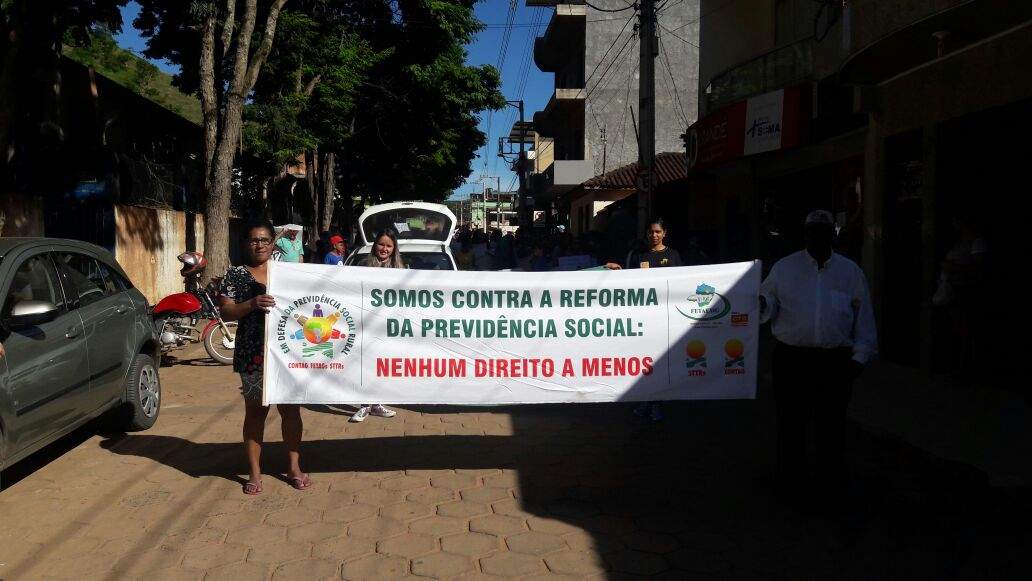 EM DEFESA DA PREVIDÊNCIA SOCIAL RURAL
CONTAG FETAGs STTRs
SOMOS CONTRA A REFORMA
DA PREVIDÊNCIA SOCIAL:
NENHUM DIREITO A MENOS
FETAEMG
STTRs
CONTAG